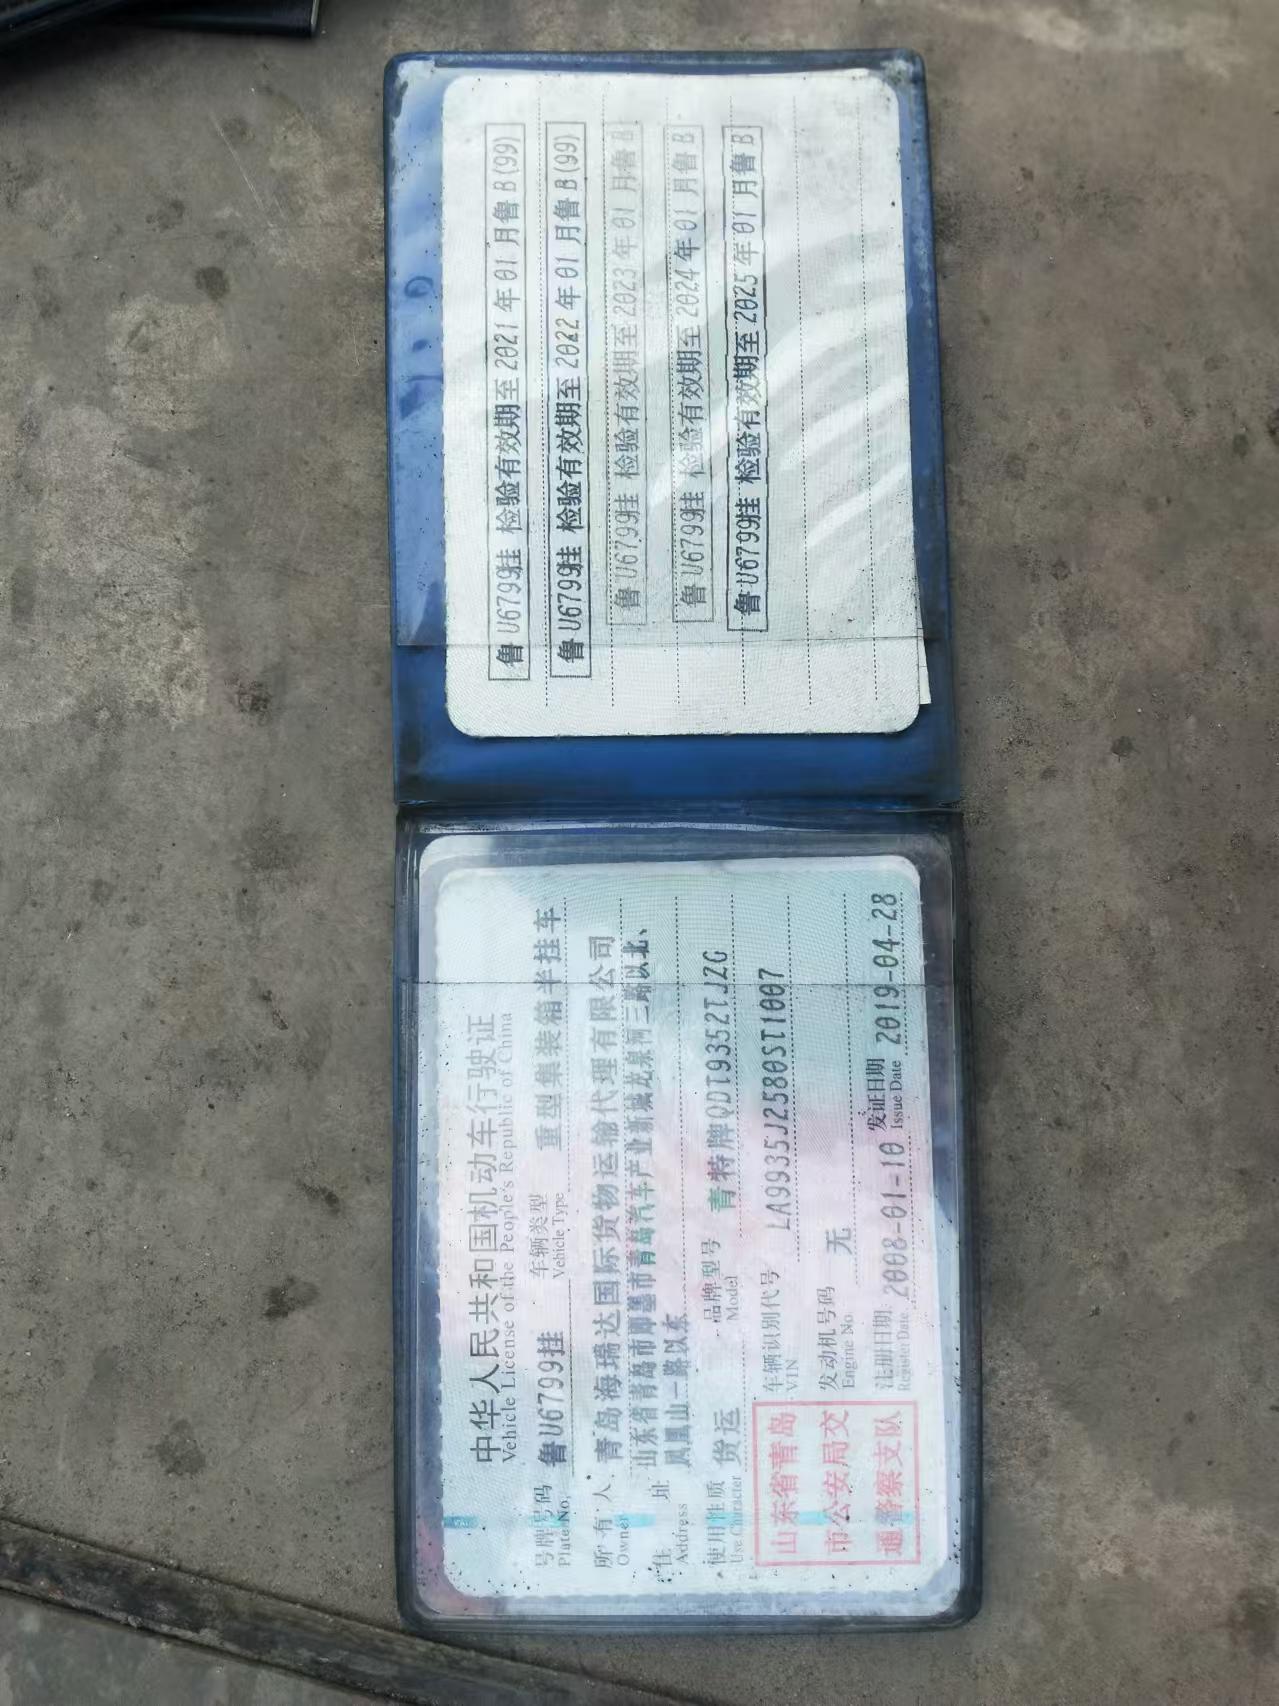 中华人民共和国机动车行驶证
Vehicle License of the People's Republic of China
号牌号码 鲁U6799挂 车辆类型 重型集装箱半挂车
Plate No. Vehicle Type
所有人 青岛海瑞达国际货物运输代理有限公司
Owner
住址 山东省青岛市即墨市青岛汽车产业新城龙泉河三路以北、
Address 凤凰山一路以东
使用性质 货运 品牌型号 青特牌QDT9352TJZG
Use Character Model
山东省青岛
市公安局交
通警察支队
车辆识别代号 LA9935J2580ST1007
VIN
发动机号码 无
Engine No.
注册日期 2008-01-10 发证日期 2019-04-28
Register Date Issue Date
鲁U6799挂 检验有效期至2021年01月鲁B(99)
鲁U6799挂 检验有效期至2022年01月鲁B(99)
鲁U6799挂 检验有效期至2023年01月鲁B
鲁U6799挂 检验有效期至2024年01月鲁B
鲁U6799挂 检验有效期至2025年01月鲁B